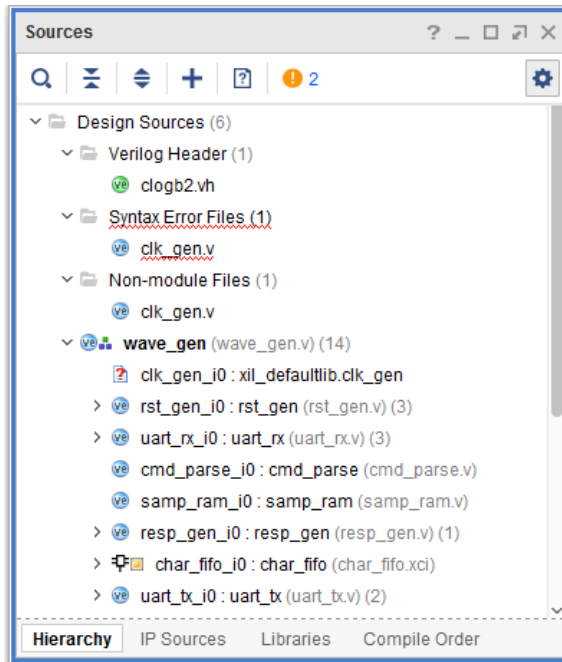 Sources
2
Design Sources (6)
Verilog Header (1)
clogb2.vh
Syntax Error Files (1)
clk_gen.v
Non-module Files (1)
clk_gen.v
wave_gen (wave_gen.v) (14)
clk_gen_i0 : xil_defaultlib.clk_gen
rst_gen_i0 : rst_gen (rst_gen.v) (3)
uart_rx_i0 : uart_rx (uart_rx.v) (3)
cmd_parse_i0 : cmd_parse (cmd_parse.v)
samp_ram_i0 : samp_ram (samp_ram.v)
resp_gen_i0 : resp_gen (resp_gen.v) (1)
char_fifo_i0 : char_fifo (char_fifo.xci)
uart_tx_i0 : uart_tx (uart_tx.v) (2)
Hierarchy IP Sources Libraries Compile Order